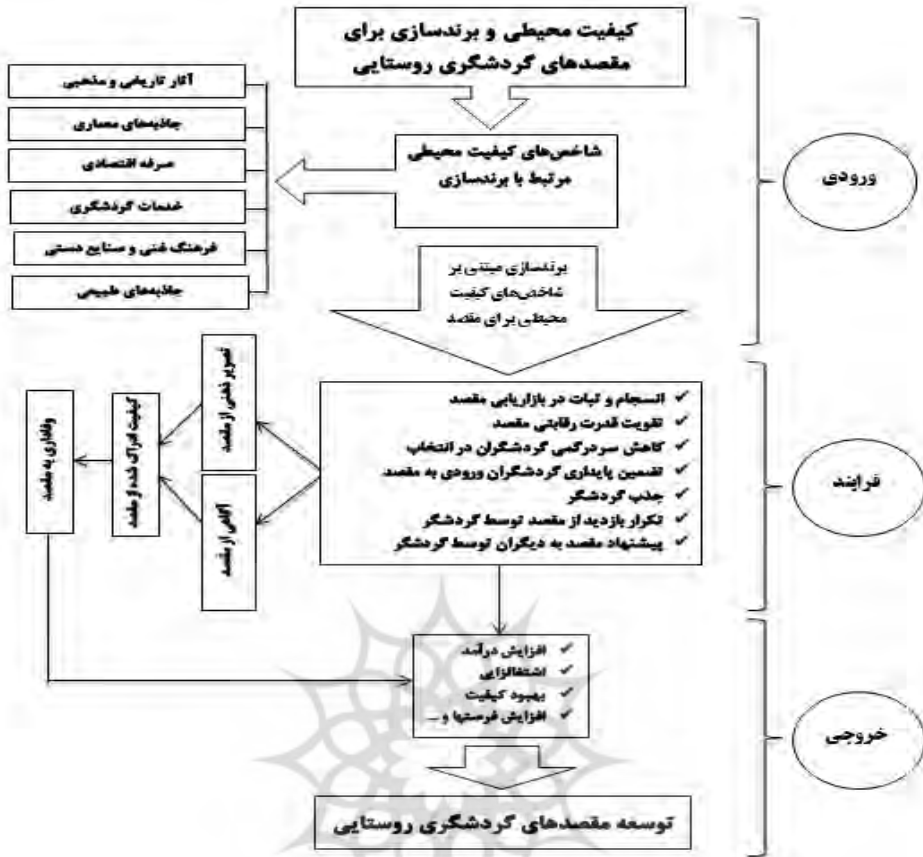 کیفیت محیطی و برندسازی برای
مقصدهای گردشگری روستایی
ورودی
شاخص‌های کیفیت محیطی
مرتبط با برندسازی
آثار تاریخی و مذهبی
جاذبه‌های معماری
صرفه اقتصادی
خدمات گردشگری
فرهنگ غنی و صنایع دستی
جاذبه‌های طبیعی
برندسازی مبتنی بر
شاخص‌های کیفیت
محیطی برای مقصد
فرایند
✓ انسجام و ثبات در بازاریابی مقصد
✓ تقویت قدرت رقابتی مقصد
✓ کاهش سردرگمی گردشگران در انتخاب
✓ تضمین پایداری گردشگران ورودی به مقصد
✓ جذب گردشگر
✓ تکرار بازدید از مقصد توسط گردشگر
✓ پیشنهاد مقصد به دیگران توسط گردشگر
تصویر ذهنی از مقصد
آگاهی از مقصد
کیفیت ادراک شده از مقصد
وفاداری به مقصد
خروجی
✓ افزایش درآمد
✓ اشتغالزایی
✓ بهبود کیفیت
✓ افزایش فرصتها و ...
توسعه مقصدهای گردشگری روستایی